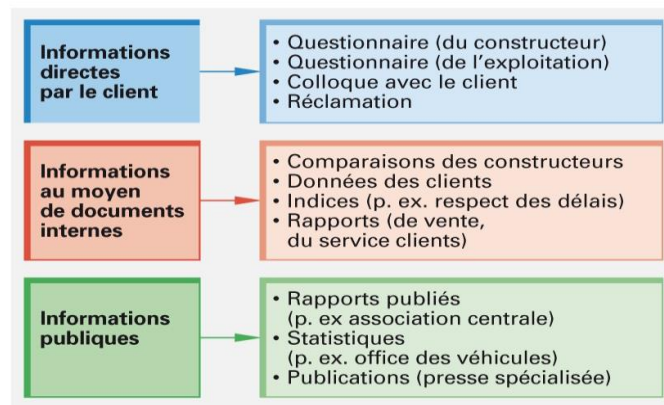 Informations
directes
par le client
• Questionnaire (du constructeur)
• Questionnaire (de l'exploitation)
• Colloque avec le client
• Réclamation
Informations
au moyen
de documents
internes
• Comparaisons des constructeurs
• Données des clients
• Indices (p. ex. respect des délais)
• Rapports (de vente,
du service clients)
Informations
publiques
• Rapports publiés
(p. ex association centrale)
• Statistiques
(p. ex. office des véhicules)
• Publications (presse spécialisée)